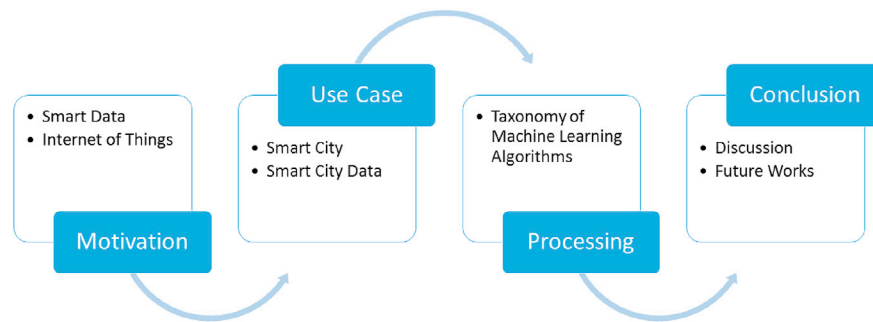 • Smart Data
• Internet of Things
Motivation
Use Case
• Smart City
• Smart City Data
• Taxonomy of
Machine Learning
Algorithms
Processing
Conclusion
• Discussion
• Future Works